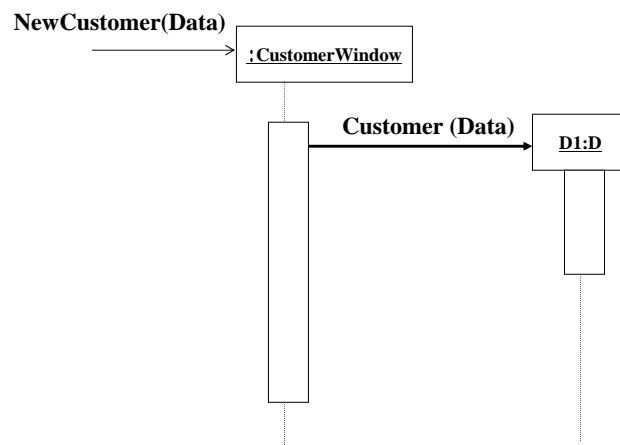 NewCustomer(Data)
:CustomerWindow
Customer (Data)
D1:D